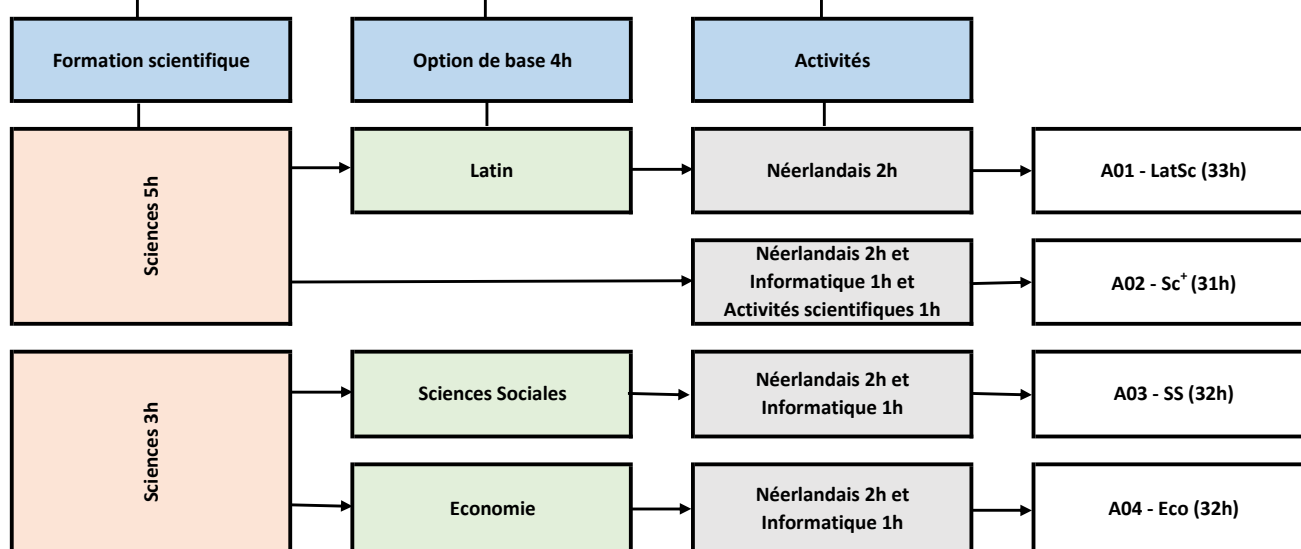 Formation scientifique
Option de base 4h
Activités
Sciences 5h
Latin
Néerlandais 2h
A01 - LatSc (33h)
Néerlandais 2h et
Informatique 1h et
Activités scientifiques 1h
A02 - Sc⁺ (31h)
Sciences 3h
Sciences Sociales
Néerlandais 2h et
Informatique 1h
A03 - SS (32h)
Economie
Néerlandais 2h et
Informatique 1h
A04 - Eco (32h)